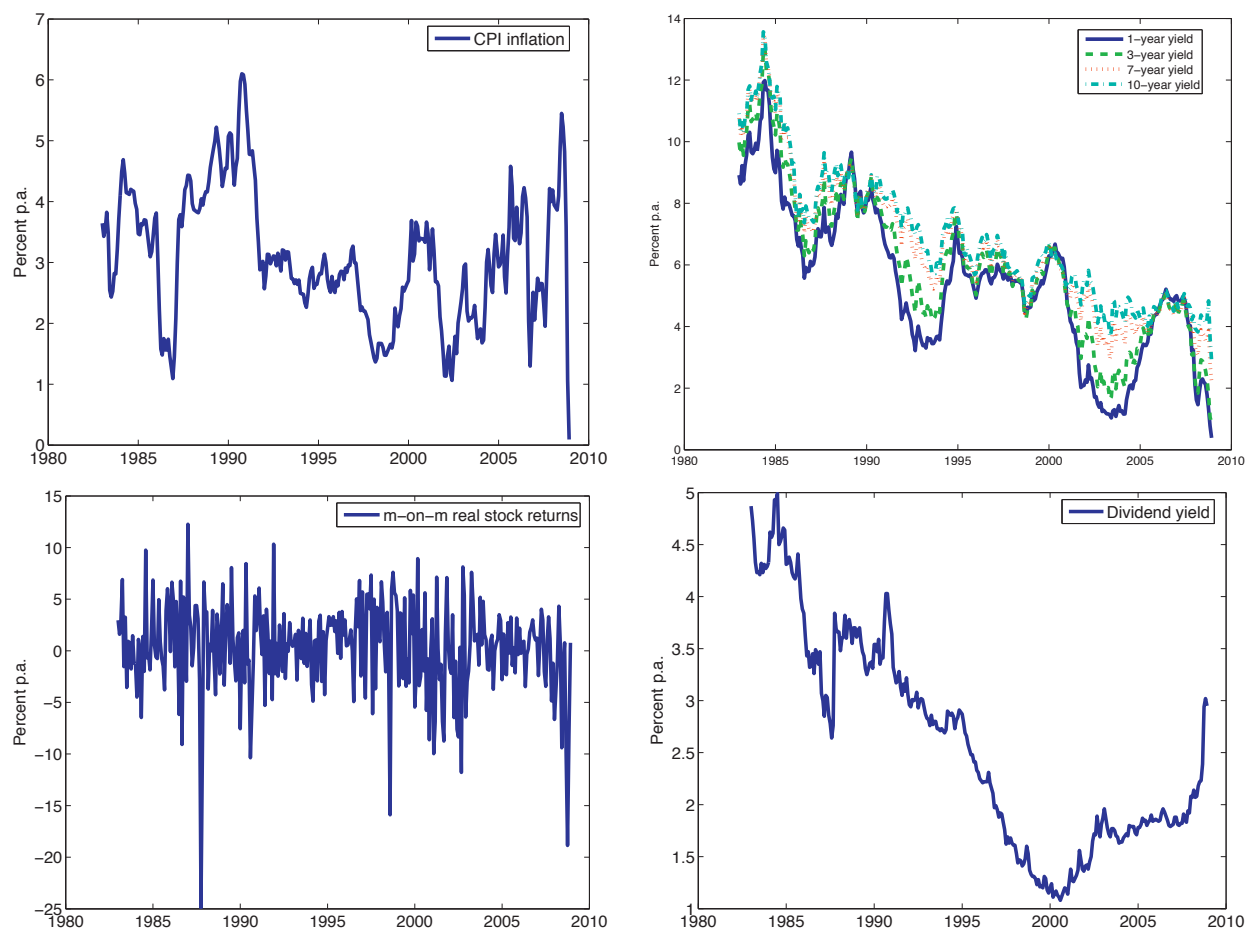 CPI inflation
Percent p.a.
7
6
5
4
3
2
1
0
1980 1985 1990 1995 2000 2005 2010
1−year yield
3−year yield
7−year yield
10−year yield
Percent p.a.
14
12
10
8
6
4
2
0
1980 1985 1990 1995 2000 2005 2010
m−on−m real stock returns
Percent p.a.
15
10
5
0
−5
−10
−15
−20
−25
1980 1985 1990 1995 2000 2005 2010
Dividend yield
Percent p.a.
5
4.5
4
3.5
3
2.5
2
1.5
1
1980 1985 1990 1995 2000 2005 2010